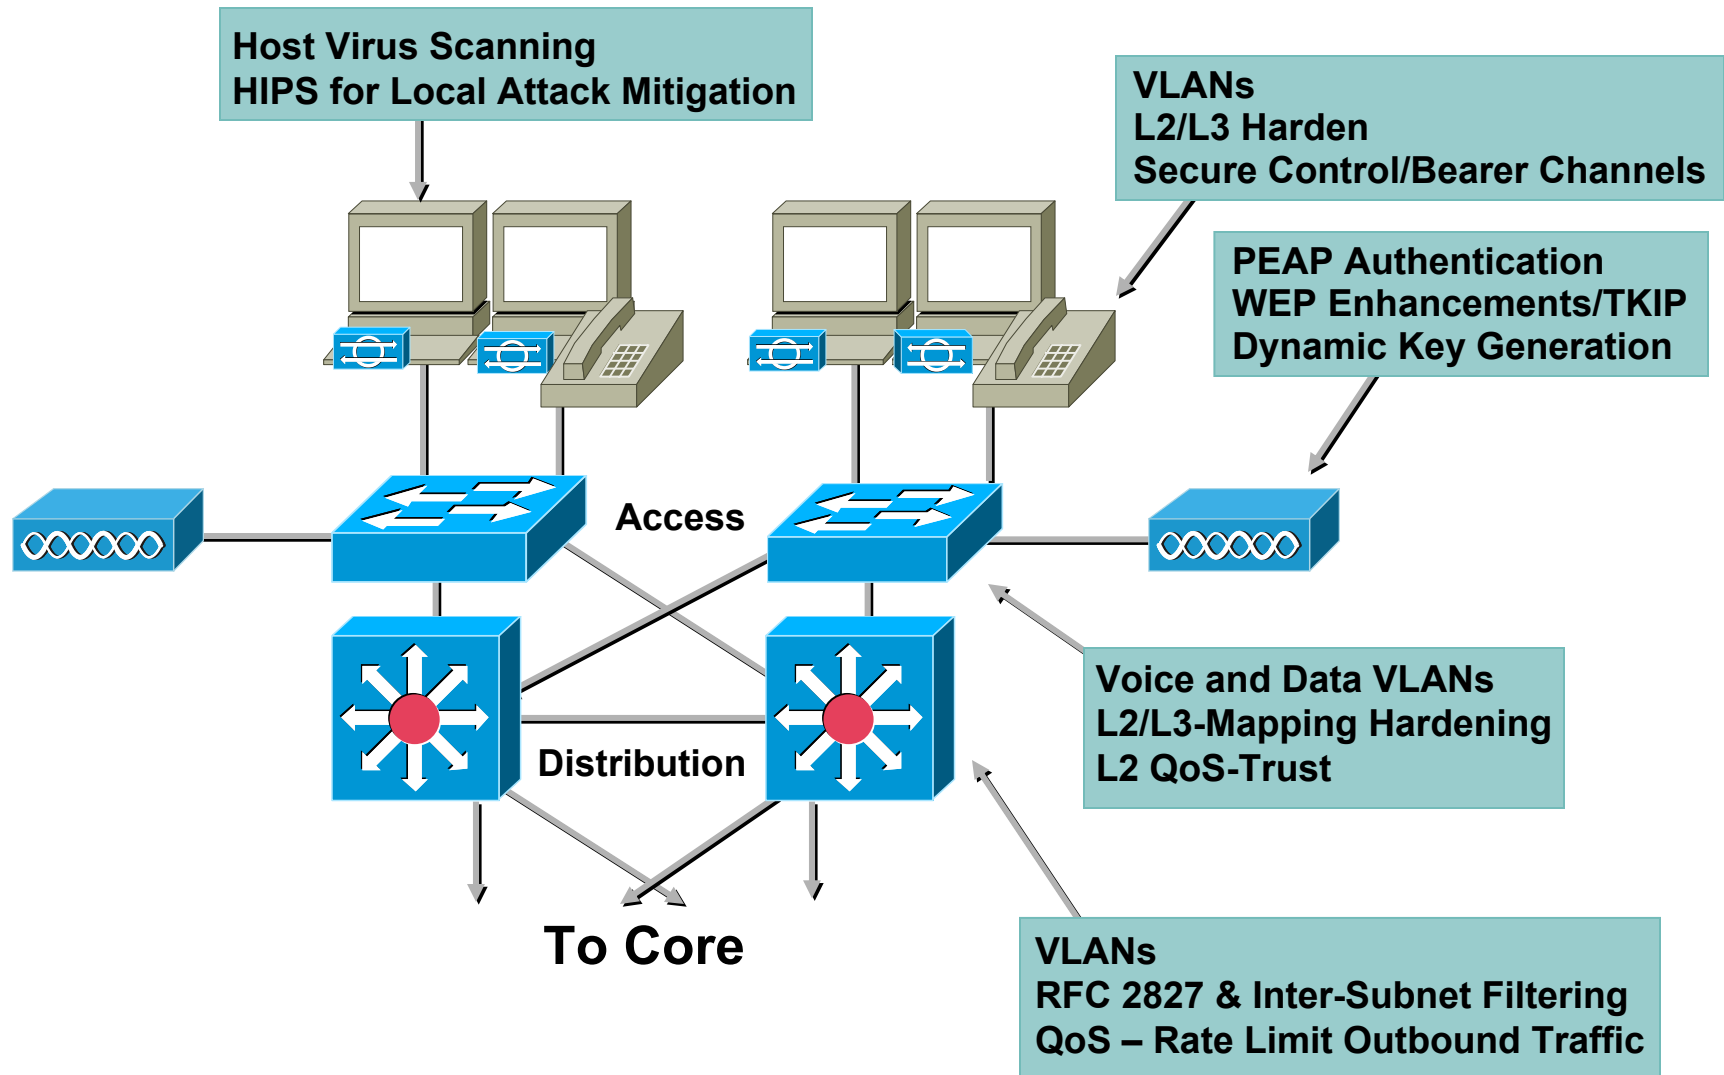 Host Virus Scanning
HIPS for Local Attack Mitigation
VLANs
L2/L3 Harden
Secure Control/Bearer Channels
PEAP Authentication
WEP Enhancements/TKIP
Dynamic Key Generation
Access
Voice and Data VLANs
L2/L3-Mapping Hardening
L2 QoS-Trust
Distribution
To Core
VLANs
RFC 2827 & Inter-Subnet Filtering
QoS – Rate Limit Outbound Traffic